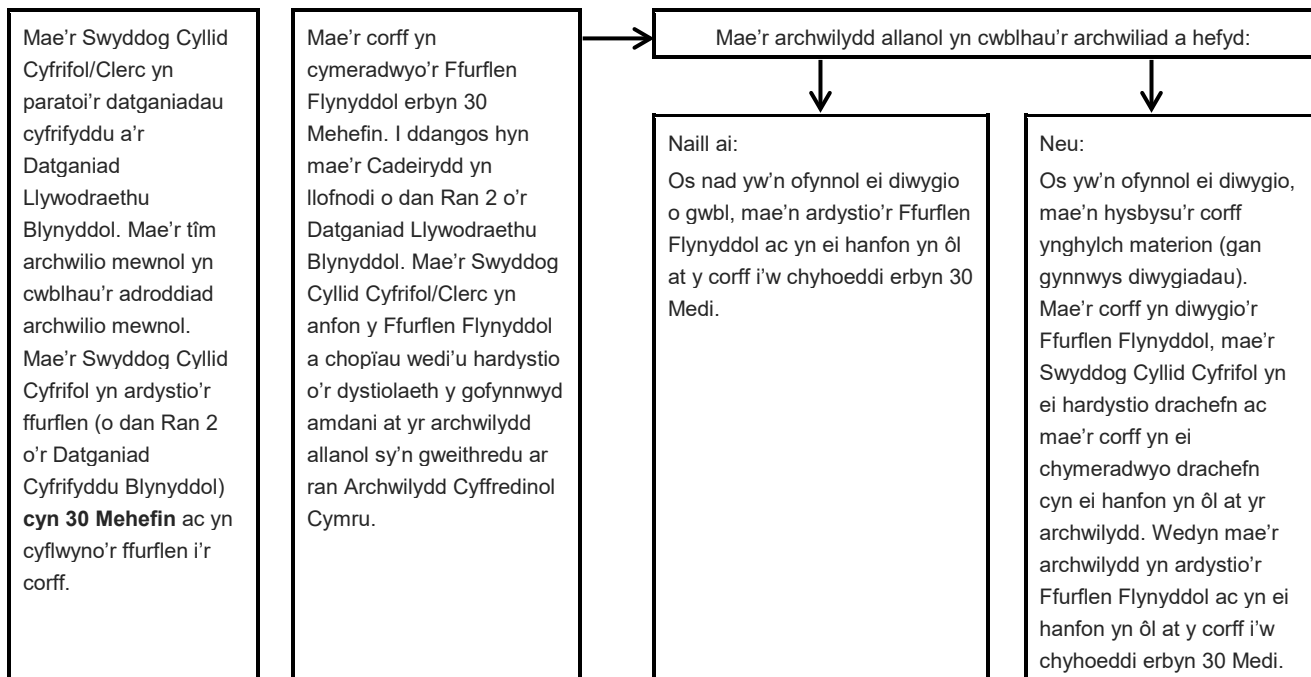 Mae'r Swyddog Cyllid
Cyfrifol/Clerc yn
paratoi'r datganiadau
cyfrifyddu a'r
Datganiad
Llywodraethu
Blynyddol. Mae'r tîm
archwilio mewnol yn
cwblhau'r adroddiad
archwilio mewnol.
Mae'r Swyddog Cyllid
Cyfrifol yn ardystio'r
ffurflen (o dan Ran 2
o'r Datganiad
Cyfrifyddu Blynyddol)
cyn 30 Mehefin ac yn
cyflwyno'r ffurflen i'r
corff.
Mae'r corff yn
cymeradwyo'r Ffurflen
Flynyddol erbyn 30
Mehefin. I ddangos hyn
mae'r Cadeirydd yn
llofnodi o dan Ran 2 o'r
Datganiad Llywodraethu
Blynyddol. Mae'r Swyddog
Cyllid Cyfrifol/Clerc yn
anfon y Ffurflen Flynyddol
a chopïau wedi'u hardystio
o'r dystiolaeth y gofynnwyd
amdani at yr archwilydd
allanol sy'n gweithredu ar
ran Archwilydd Cyffredinol
Cymru.
Mae'r archwilydd allanol yn cwblhau'r archwiliad a hefyd:
Naill ai:
Os nad yw'n ofynnol ei diwygio
o gwbl, mae'n ardystio'r Ffurflen
Flynyddol ac yn ei hanfon yn ôl
at y corff i'w chyhoeddi erbyn 30
Medi.
Neu:
Os yw'n ofynnol ei diwygio,
mae'n hysbysu'r corff
ynghylch materion (gan
gynnwys diwygiadau).
Mae'r corff yn diwygio'r
Ffurflen Flynyddol, mae'r
Swyddog Cyllid Cyfrifol yn
ei hardystio drachefn ac
mae'r corff yn ei
chymeradwyo drachefn
cyn ei hanfon yn ôl at yr
archwilydd. Wedyn mae'r
archwilydd yn ardystio'r
Ffurflen Flynyddol ac yn ei
hanfon yn ôl at y corff i'w
chyhoeddi erbyn 30 Medi.